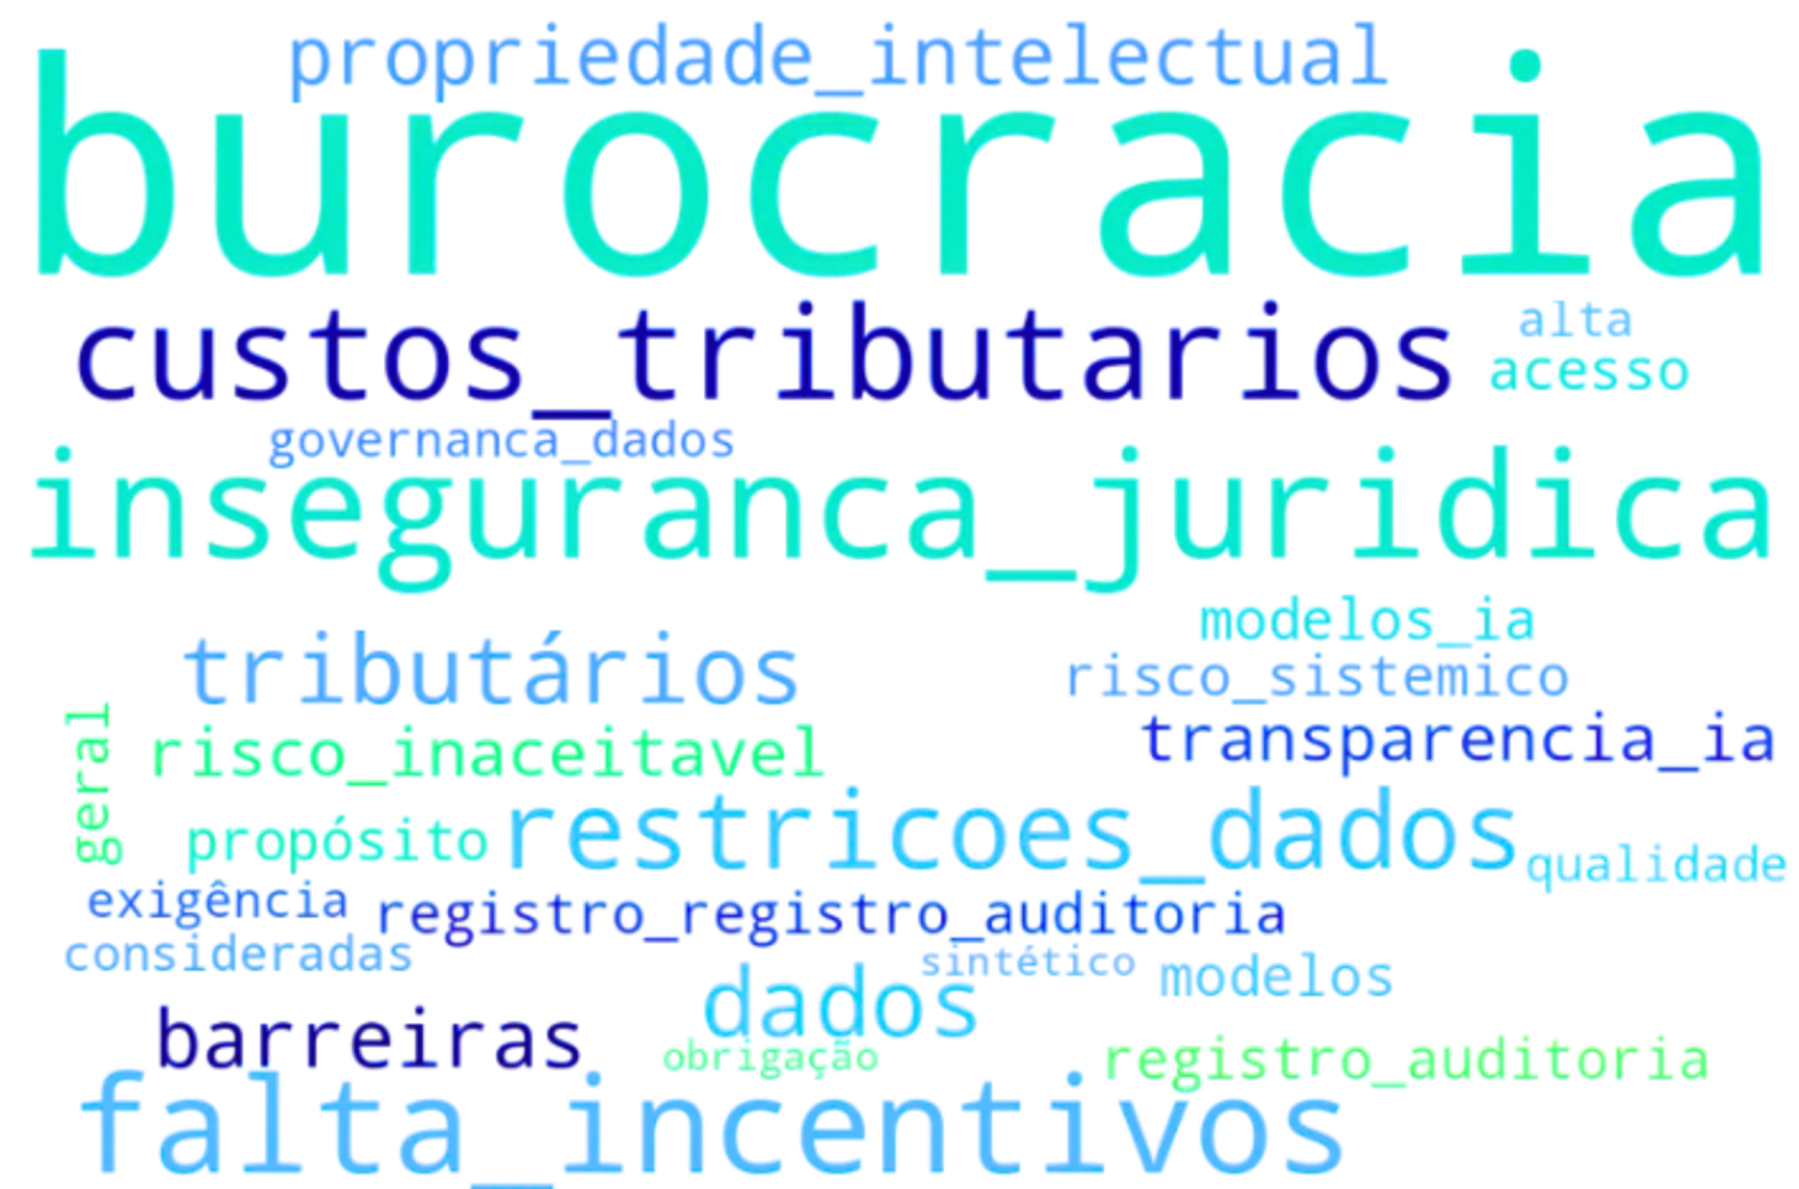 propriedade_intelectual
burocracia
custos_tributarios
alta
acesso
governanca_dados
inseguranca_juridica
modelos_ia
tributários
risco_sistemico
geral
risco_inaceitavel
transparencia_ia
propósito
restricoes_dados
qualidade
exigência
registro_registro_auditoria
consideradas
sintético
modelos
dados
barreiras
obrigação
registro_auditoria
falta_incentivos